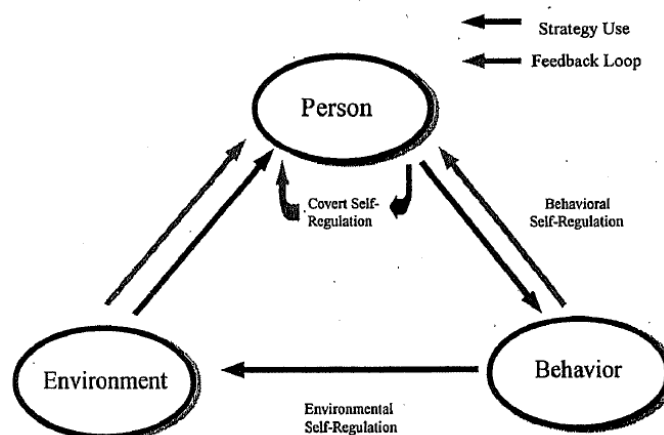 Strategy Use
Feedback Loop
Person
Covert Self-
Regulation
Behavioral
Self-Regulation
Environment
Behavior
Environmental
Self-Regulation